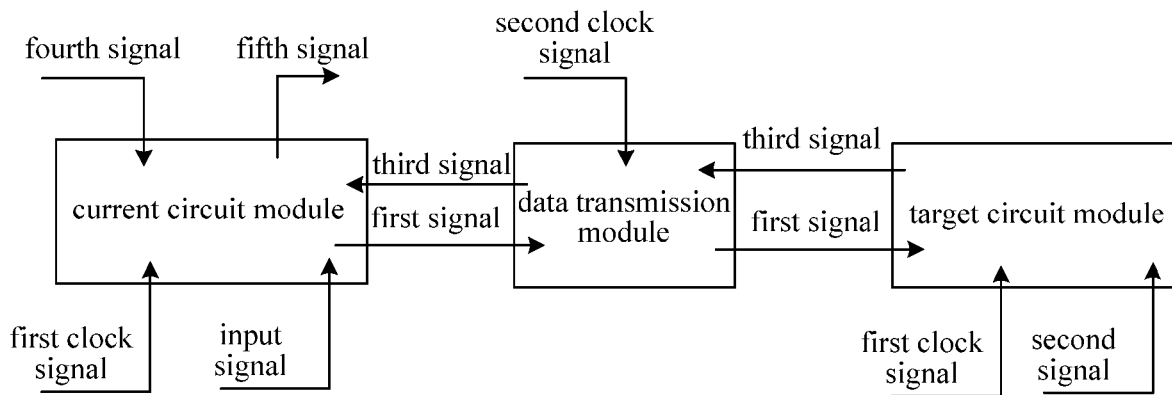 fourth signal
fifth signal
second clock
signal
third signal
third signal
current circuit module
data transmission
module
target circuit module
first signal
first signal
first clock
signal
input
signal
first clock
signal
second
signal